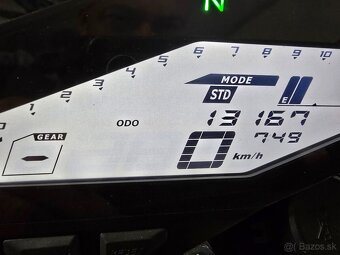 N
0 1 2 3 4 5 6 7 8 9 10
MODE
STD
E
ODO 13167
749
GEAR
-
0 km/h
Bazos.sk